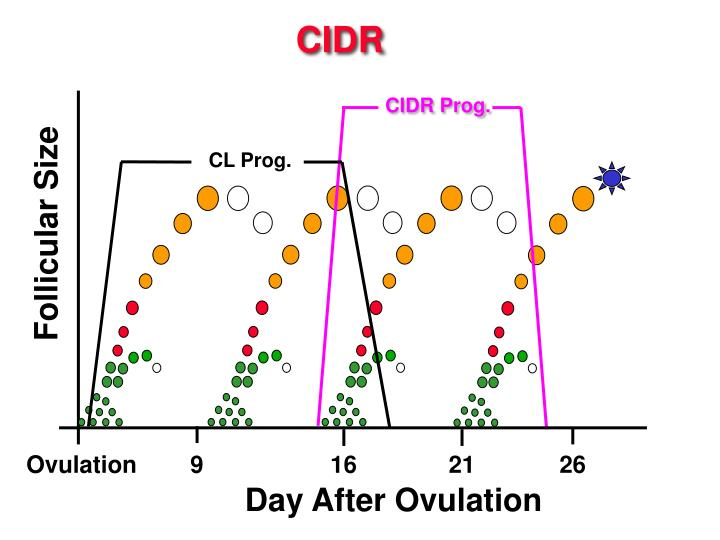 CIDR
CIDR Prog.
CL Prog.
Follicular Size
Ovulation 9 16 21 26
Day After Ovulation